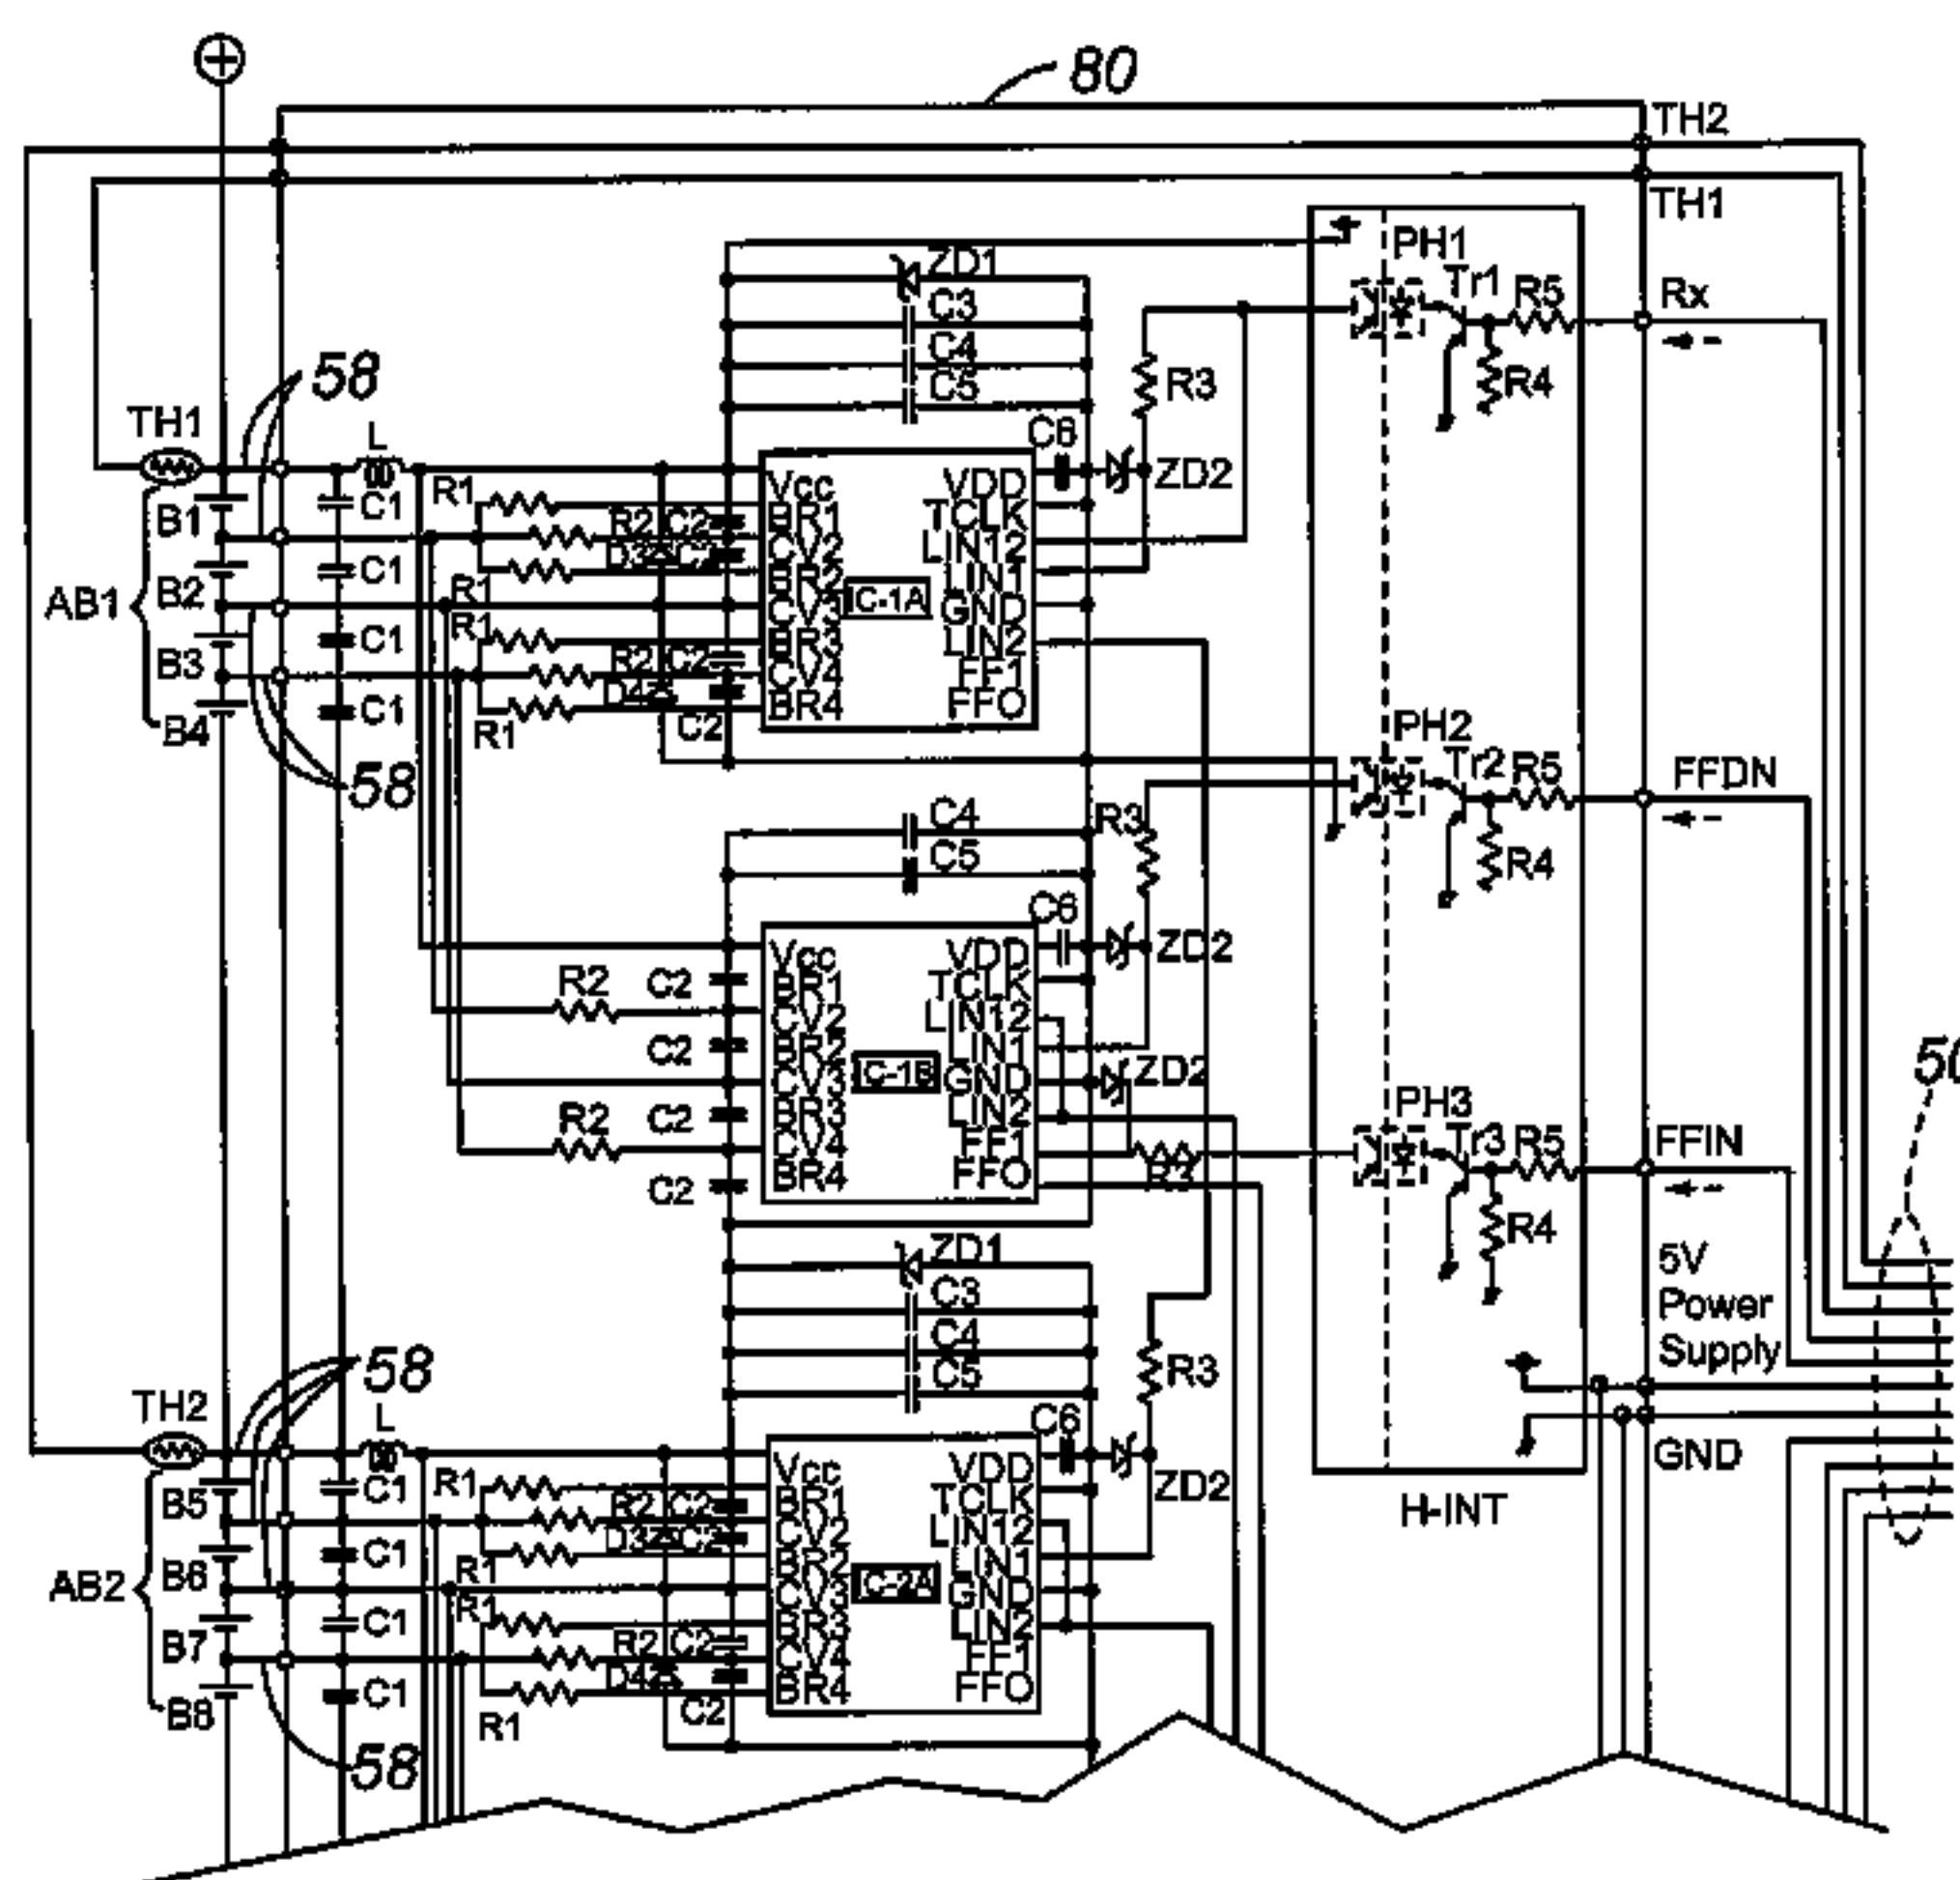 80
TH2
TH1
PH1
Tr1
R5
Rx
R4
ZD1
C3
C4
C5
R3
58
TH1
L
C1
B1
C1
B2
AB1
C1
B3
C1
B4
58
R1
R2
C2
D3
C2
R1
R1
R2
C2
D4
C2
R1
Vcc
BR1
CV2
BR2
CV3
BR3
CV4
BR4
IC-1A
VDD
TCLK
LIN12
LIN1
GND
LIN2
FF1
FFO
C6
ZD2
PH2
Tr2
R5
FFDN
R4
C4
C5
R3
C6
ZD2
Vcc
BR1
CV2
BR2
CV3
BR3
CV4
BR4
IC-1B
VDD
TCLK
LIN12
LIN1
GND
LIN2
FF1
FFO
R2
C2
C2
R2
C2
C2
ZD2
R3
PH3
Tr3
R5
FFIN
R4
5V
Power
Supply
GND
H-INT
ZD1
C3
C4
C5
R3
58
TH2
L
C1
B5
C1
B6
AB2
C1
B7
C1
B8
58
R1
R2
C2
D3
C2
R1
R1
R2
C2
D4
C2
R1
Vcc
BR1
CV2
BR2
CV3
BR3
CV4
BR4
IC-2A
VDD
TCLK
LIN12
LIN1
GND
LIN2
FF1
FFO
C6
ZD2